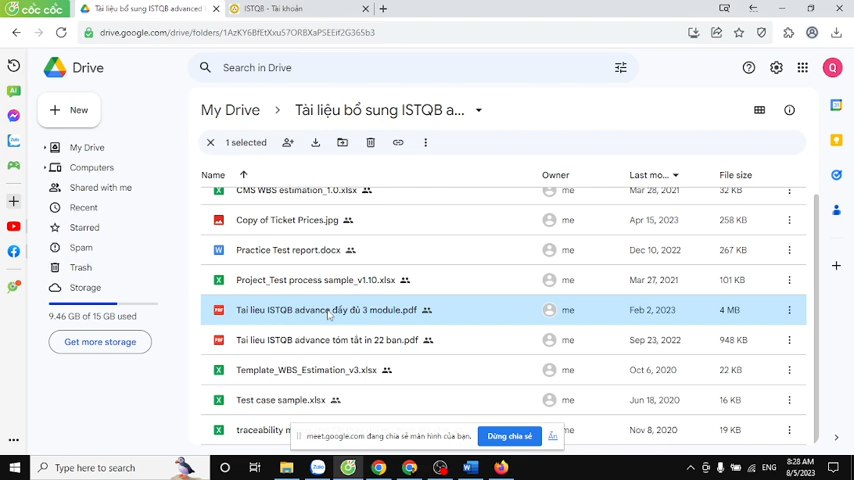 cốc cốc
Tài liệu bổ sung ISTQB advanced
ISTQB - Tài khoản
drive.google.com/drive/folders/1AzKY6BfEtXxu57ORBXaPSEEif2G365b3
Drive
Search in Drive
Q
New
My Drive
Tài liệu bổ sung ISTQB a...
1 selected
My Drive
Computers
Shared with me
Recent
Starred
Spam
Trash
Storage
9.46 GB of 15 GB used
Get more storage
Name Owner Last mo... File size
CMS WBS estimation_1.0.xlsx me Mar 28, 2021 32 KB
Copy of Ticket Prices.jpg me Apr 15, 2023 258 KB
Practice Test report.docx me Dec 10, 2022 267 KB
Project_Test process sample_v1.10.xlsx me Mar 27, 2021 101 KB
Tai lieu ISTQB advance đầy đủ 3 module.pdf me Feb 2, 2023 4 MB
Tai lieu ISTQB advance tóm tắt in 22 ban.pdf me Sep 23, 2022 948 KB
Template_WBS_Estimation_v3.xlsx me Oct 6, 2020 22 KB
Test case sample.xlsx me Jun 18, 2020 16 KB
traceability m me Nov 8, 2020 19 KB
meet.google.com đang chia sẻ màn hình của bạn. Dừng chia sẻ Ẩn
Type here to search
ENG
8:28 AM
8/5/2023